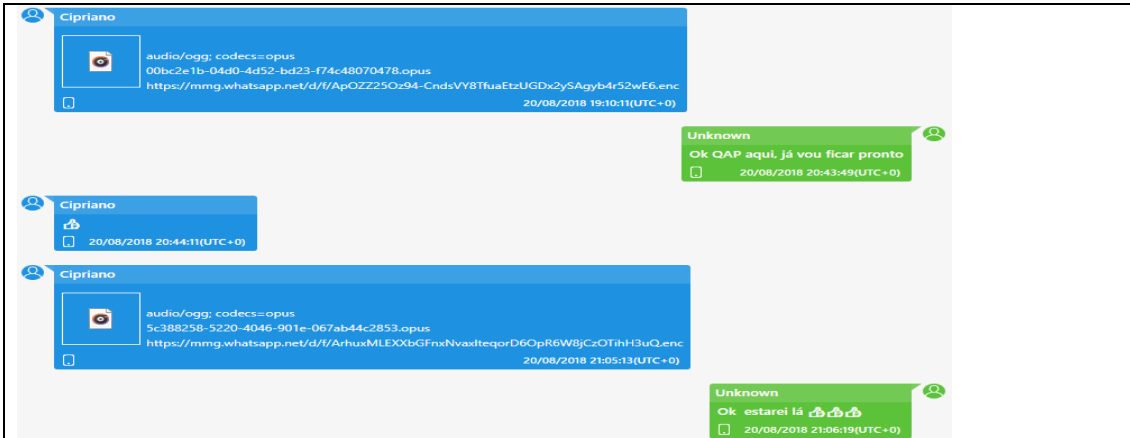 Cipriano
audio/ogg; codecs=opus
00bc2e1b-04d0-4d52-bd23-f74c48070478.opus
https://mmg.whatsapp.net/d/f/ApOZZ25Oz94-CndsVY8TfuaEtzUGDx2ySAgyb4r52wE6.enc
20/08/2018 19:10:11(UTC+0)
Unknown
Ok QAP aqui, já vou ficar pronto
20/08/2018 20:43:49(UTC+0)
Cipriano
👍
20/08/2018 20:44:11(UTC+0)
Cipriano
audio/ogg; codecs=opus
5c388258-5220-4046-901e-067ab44c2853.opus
https://mmg.whatsapp.net/d/f/ArhuxMLEXXbGFnxNvaxlteqorD6OpR6W8jCzOTihH3uQ.enc
20/08/2018 21:05:13(UTC+0)
Unknown
Ok estarei lá 👍👍👍
20/08/2018 21:06:19(UTC+0)